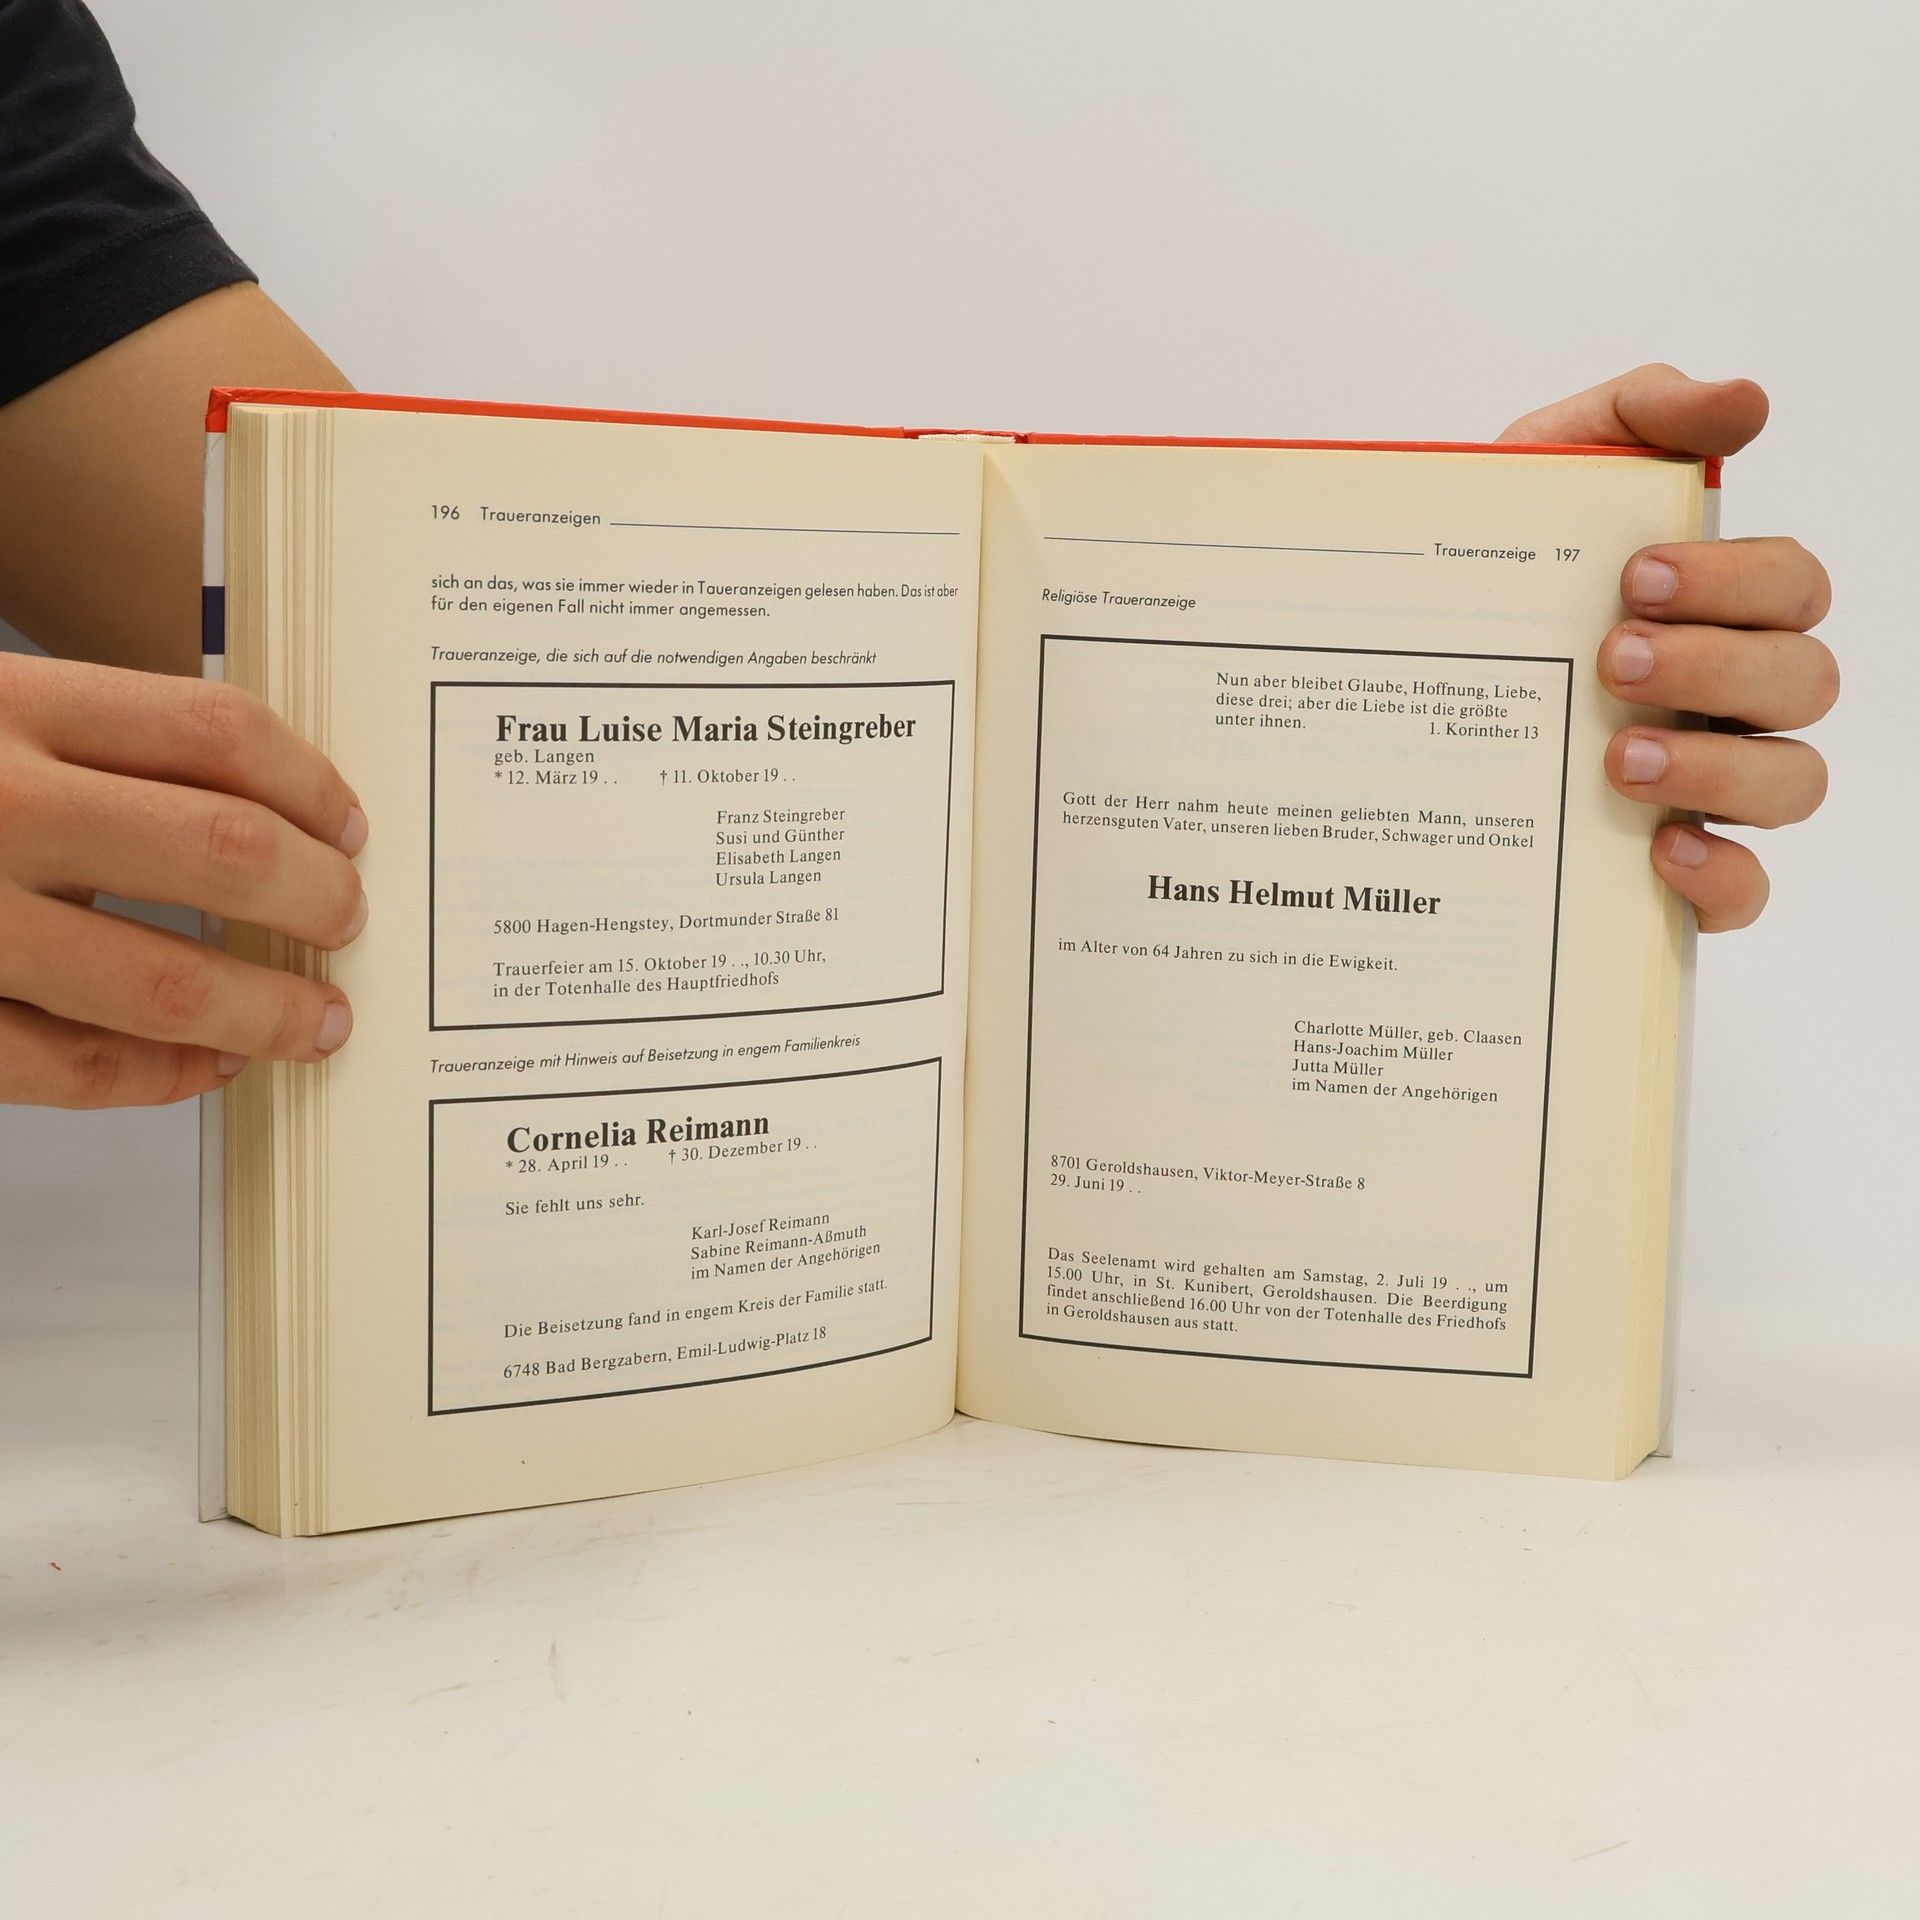 196 Traueranzeigen
sich an das, was sie immer wieder in Taueranzeigen gelesen haben. Das ist aber
für den eigenen Fall nicht immer angemessen.
Traueranzeige, die sich auf die notwendigen Angaben beschränkt
Frau Luise Maria Steingreber
geb. Langen
* 12. März 19 . . † 11. Oktober 19 . .
Franz Steingreber
Susi und Günther
Elisabeth Langen
Ursula Langen
5800 Hagen-Hengstey, Dortmunder Straße 81
Trauerfeier am 15. Oktober 19 . ., 10.30 Uhr,
in der Totenhalle des Hauptfriedhofs
Traueranzeige mit Hinweis auf Beisetzung in engem Familienkreis
Cornelia Reimann
* 28. April 19 . . † 30. Dezember 19 . .
Sie fehlt uns sehr.
Karl-Josef Reimann
Sabine Reimann-Aßmuth
im Namen der Angehörigen
Die Beisetzung fand in engem Kreis der Familie statt.
6748 Bad Bergzabern, Emil-Ludwig-Platz 18
Traueranzeige 197
Religiöse Traueranzeige
Nun aber bleibet Glaube, Hoffnung, Liebe,
diese drei; aber die Liebe ist die größte
unter ihnen. 1. Korinther 13
Gott der Herr nahm heute meinen geliebten Mann, unseren
herzensguten Vater, unseren lieben Bruder, Schwager und Onkel
Hans Helmut Müller
im Alter von 64 Jahren zu sich in die Ewigkeit.
Charlotte Müller, geb. Claasen
Hans-Joachim Müller
Jutta Müller
im Namen der Angehörigen
8701 Geroldshausen, Viktor-Meyer-Straße 8
29. Juni 19 . .
Das Seelenamt wird gehalten am Samstag, 2. Juli 19 . ., um
15.00 Uhr, in St. Kunibert, Geroldshausen. Die Beerdigung
findet anschließend 16.00 Uhr von der Totenhalle des Friedhofs
in Geroldshausen aus statt.